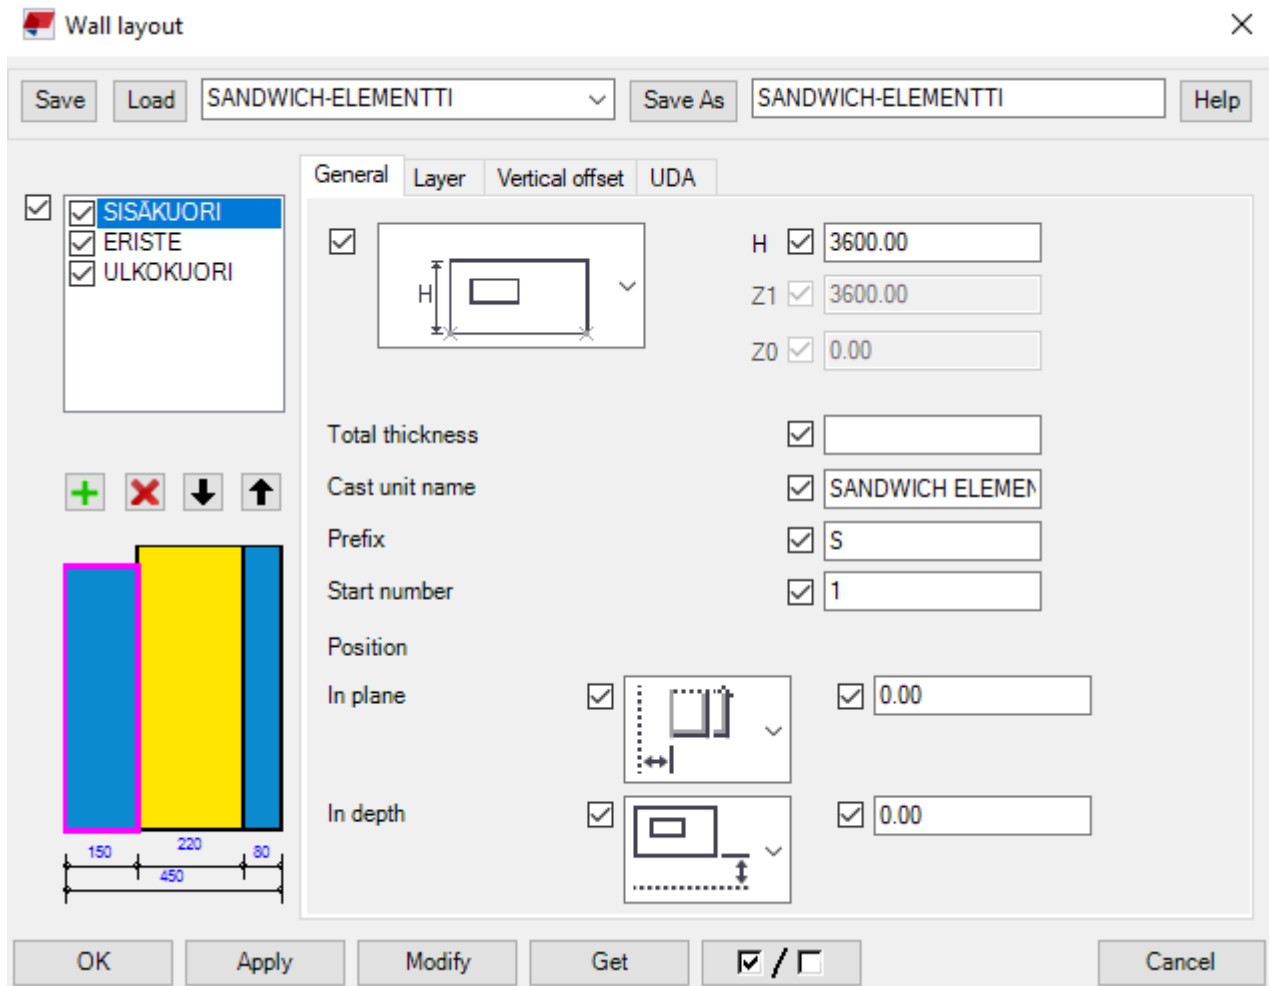 Wall layout
Save Load SANDWICH-ELEMENTTI Save As SANDWICH-ELEMENTTI Help
General Layer Vertical offset UDA
SISÄKUORI
ERISTE
ULKOKUORI
H
H 3600.00
Z1 3600.00
Z0 0.00
Total thickness
Cast unit name SANDWICH ELEMEN
Prefix S
Start number 1
Position
In plane 0.00
In depth 0.00
150 220 80
450
OK Apply Modify Get / Cancel